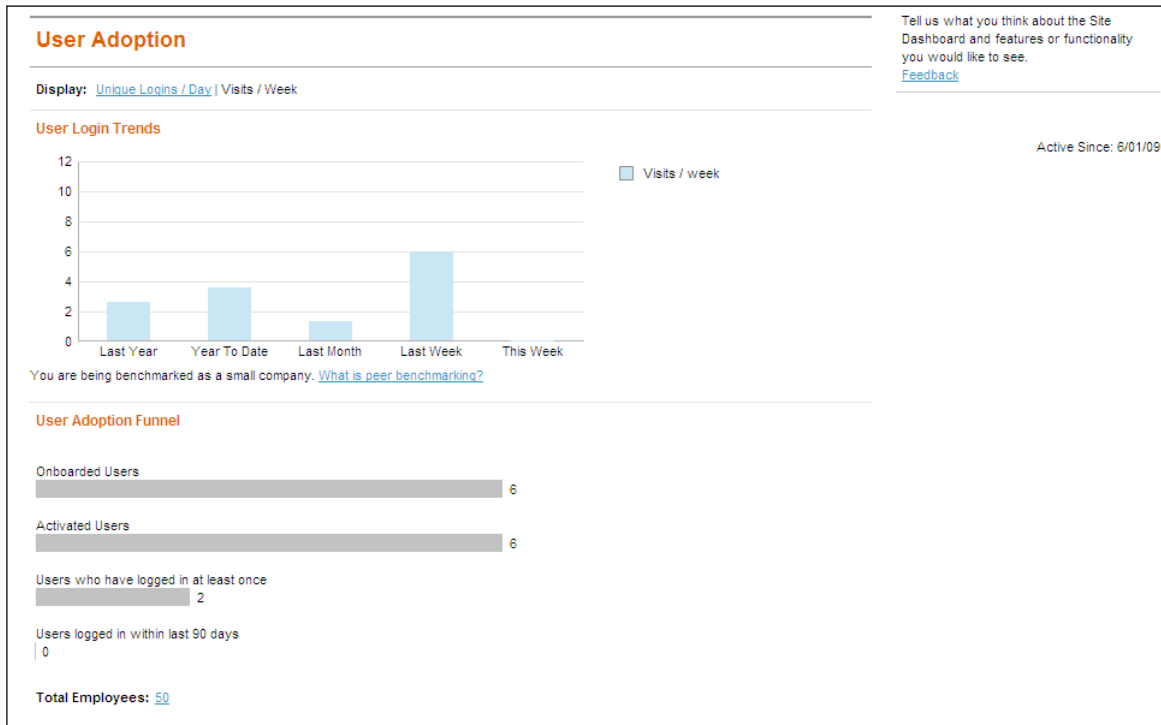 User Adoption
Display: Unique Logins / Day | Visits / Week
User Login Trends
12
10
8
6
4
2
0
Last Year Year To Date Last Month Last Week This Week
Visits / week
You are being benchmarked as a small company. What is peer benchmarking?
User Adoption Funnel
Onboarded Users
6
Activated Users
6
Users who have logged in at least once
2
Users logged in within last 90 days
0
Total Employees: 50
Tell us what you think about the Site
Dashboard and features or functionality
you would like to see.
Feedback
Active Since: 6/01/09